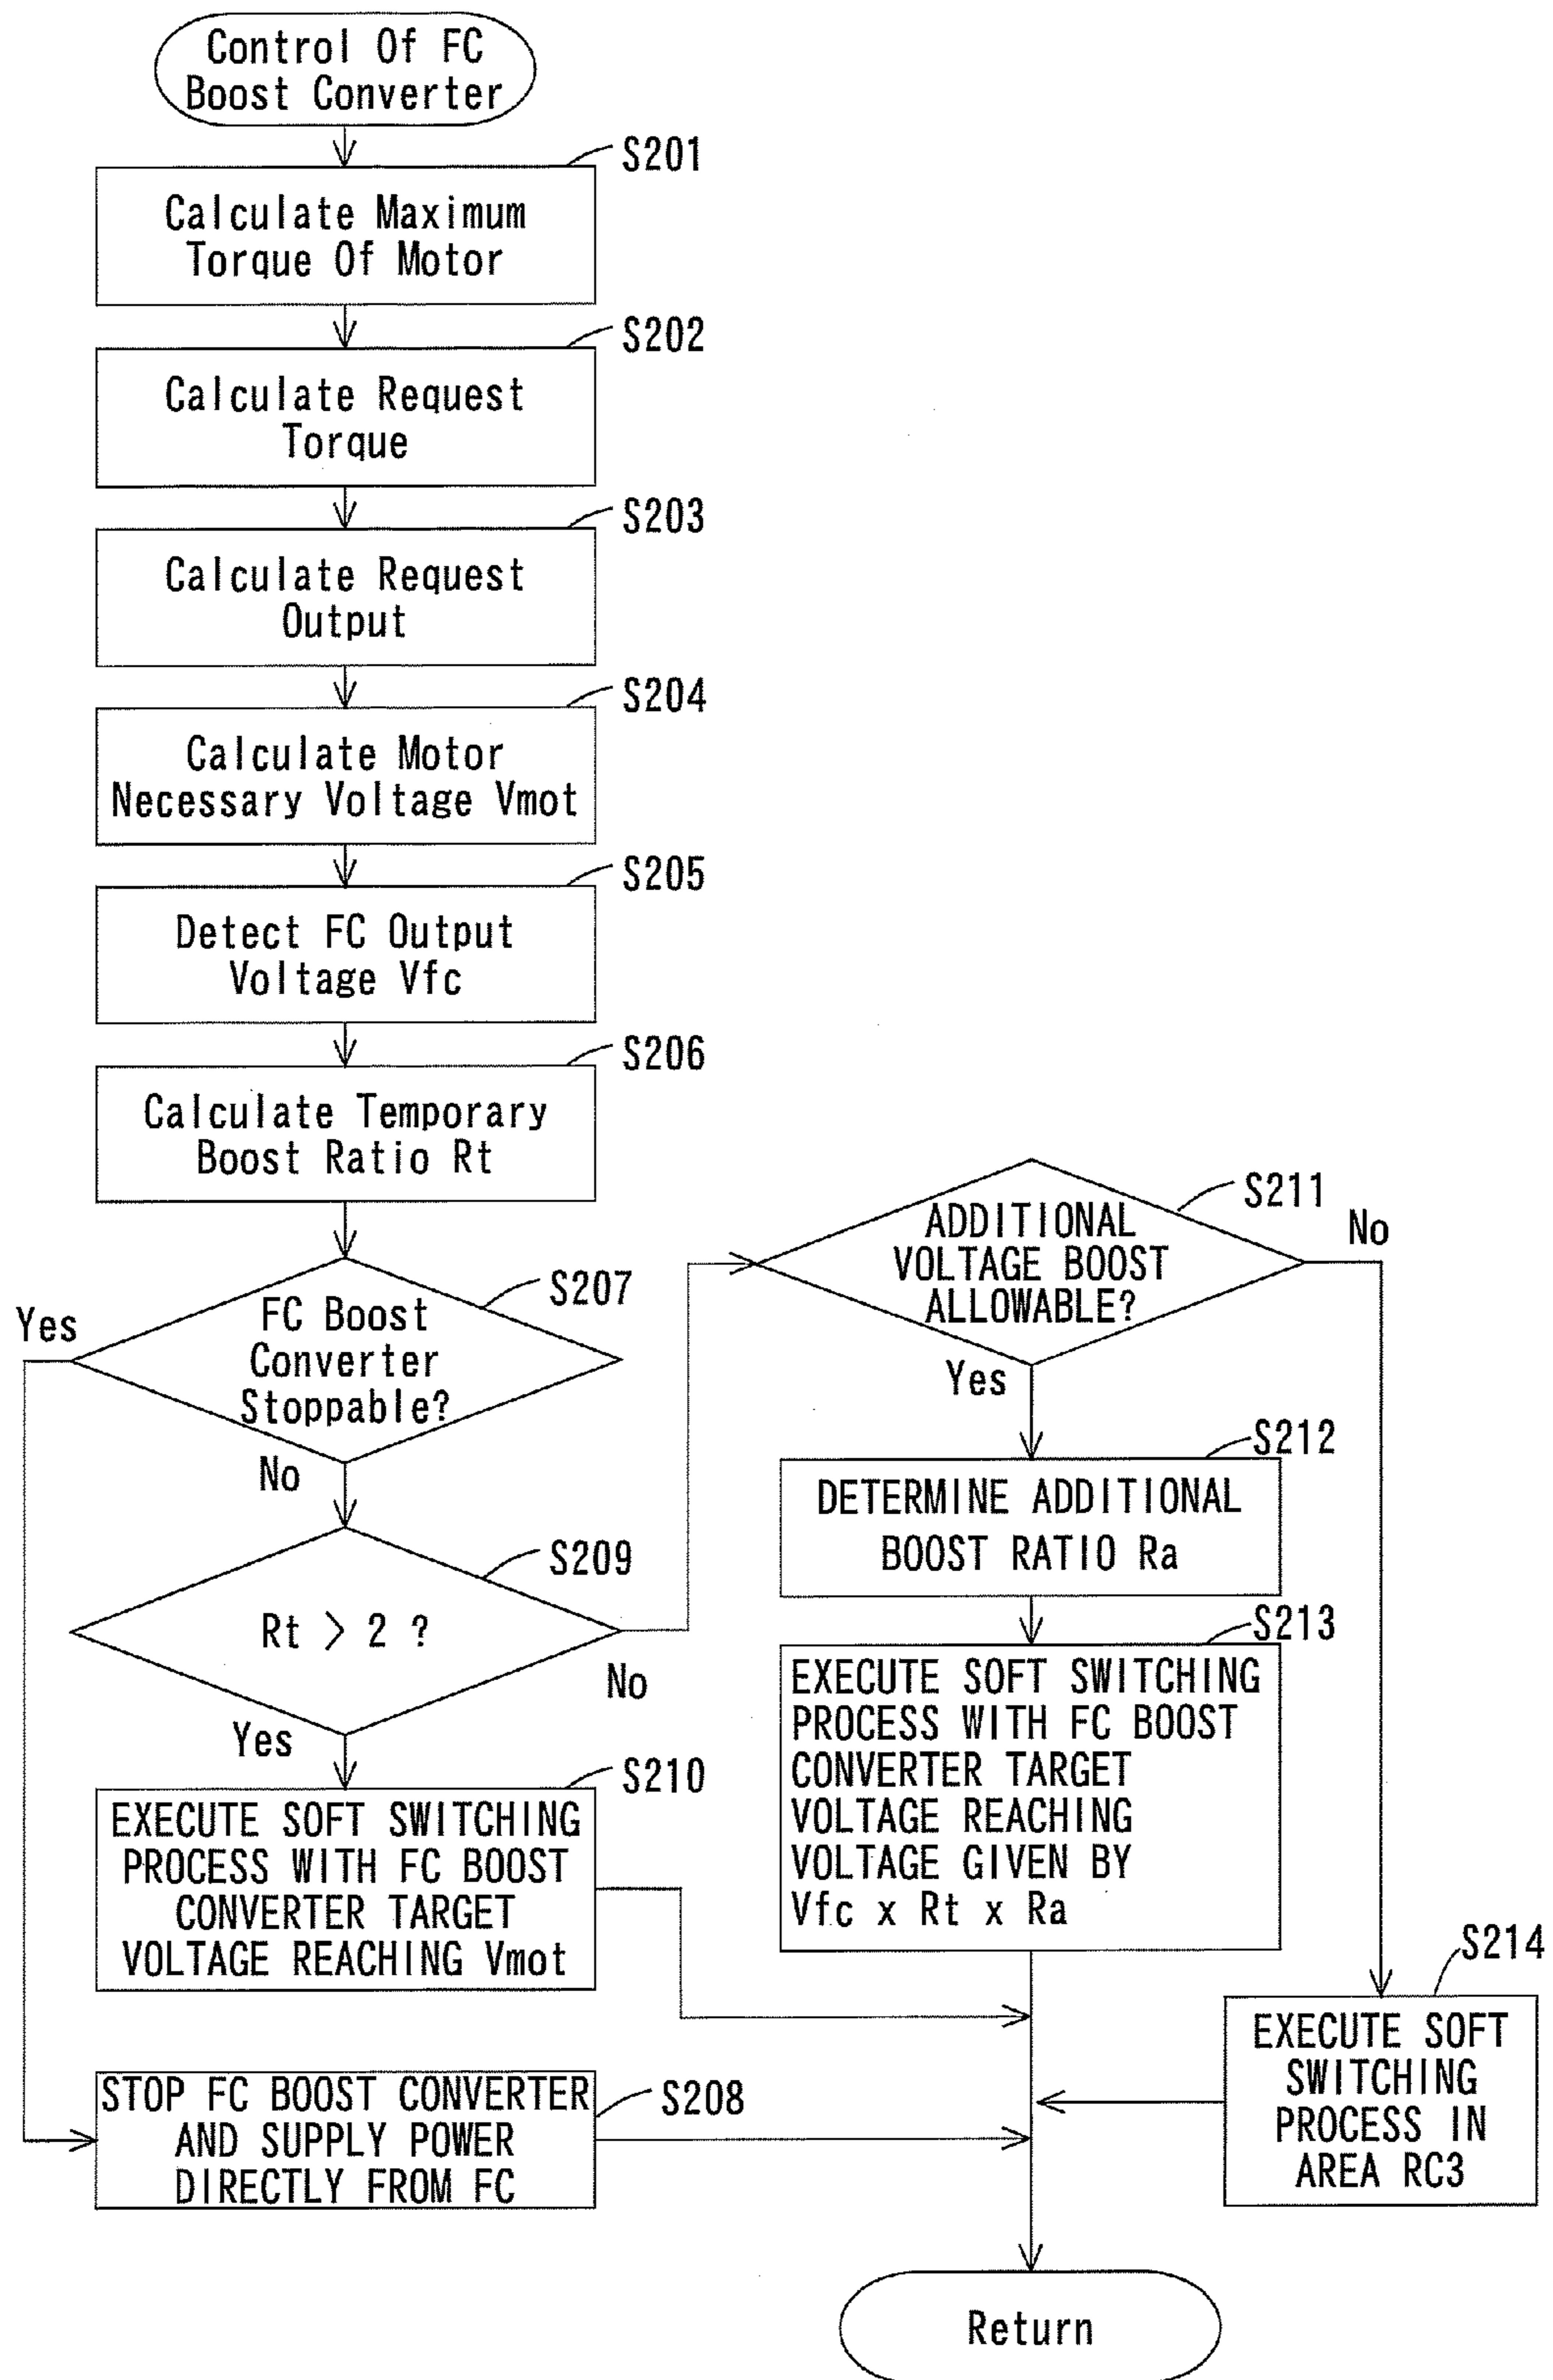 Control Of FC
Boost Converter
S201
Calculate Maximum
Torque Of Motor
S202
Calculate Request
Torque
S203
Calculate Request
Output
S204
Calculate Motor
Necessary Voltage Vmot
S205
Detect FC Output
Voltage Vfc
S206
Calculate Temporary
Boost Ratio Rt
S207
FC Boost
Converter
Stoppable?
Yes
No
S209
Rt > 2 ?
No
Yes
S210
EXECUTE SOFT SWITCHING
PROCESS WITH FC BOOST
CONVERTER TARGET
VOLTAGE REACHING Vmot
S208
STOP FC BOOST CONVERTER
AND SUPPLY POWER
DIRECTLY FROM FC
S211
ADDITIONAL
VOLTAGE BOOST
ALLOWABLE?
No
Yes
S212
DETERMINE ADDITIONAL
BOOST RATIO Ra
S213
EXECUTE SOFT SWITCHING
PROCESS WITH FC BOOST
CONVERTER TARGET
VOLTAGE REACHING
VOLTAGE GIVEN BY
Vfc x Rt x Ra
S214
EXECUTE SOFT
SWITCHING
PROCESS IN
AREA RC3
Return